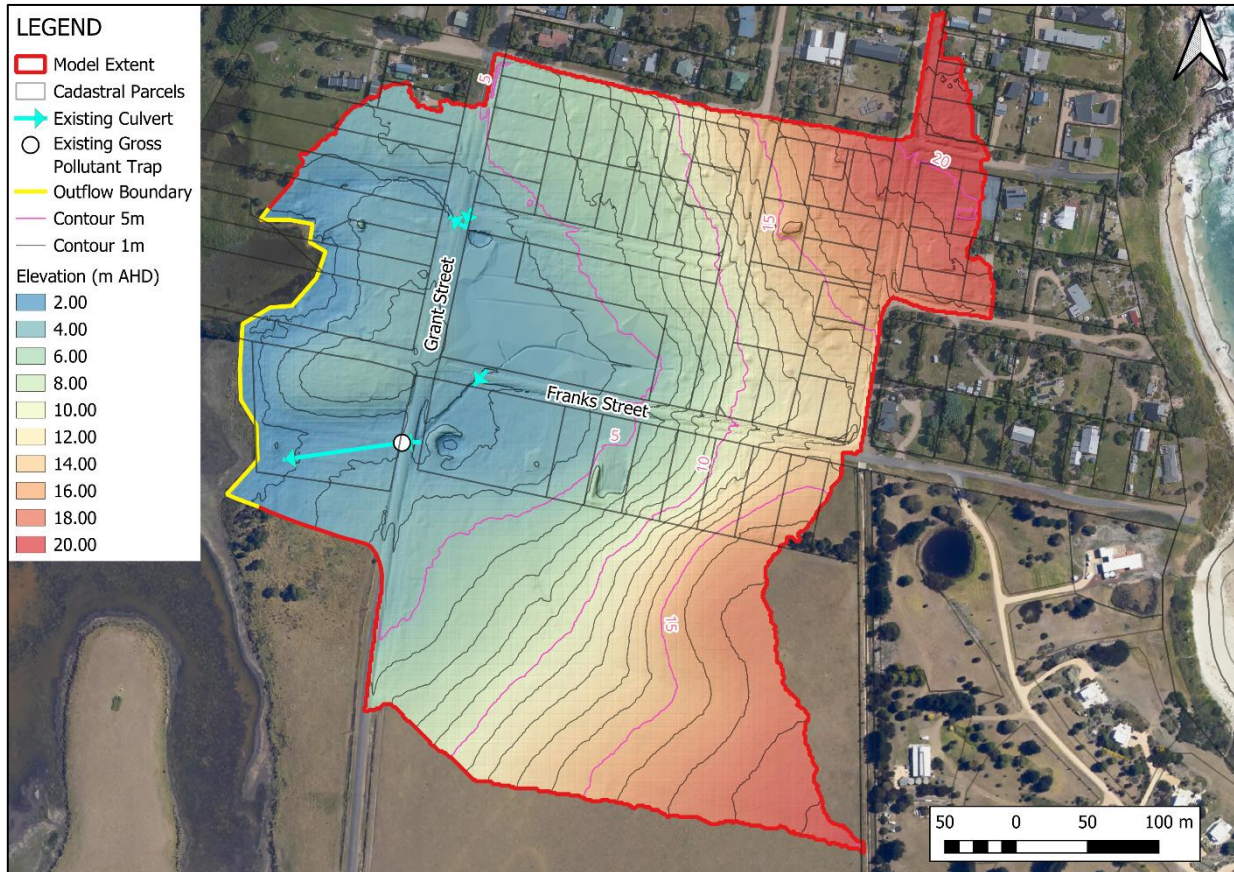 LEGEND
Model Extent
Cadastral Parcels
Existing Culvert
Existing Gross
Pollutant Trap
Outflow Boundary
Contour 5m
Contour 1m
Elevation (m AHD)
2.00
4.00
6.00
8.00
10.00
12.00
14.00
16.00
18.00
20.00
5
20
15
Grant Street
Franks Street
5
10
15
50 0 50 100 m